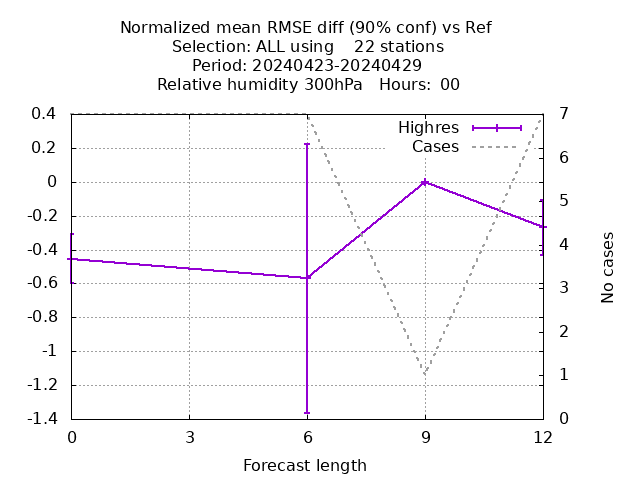 Normalized mean RMSE diff (90% conf) vs Ref
Selection: ALL using    22 stations
Period: 20240423-20240429
Relative humidity 300hPa   Hours:  00
Highres
Cases
0.4
0.2
0
-0.2
-0.4
-0.6
-0.8
-1
-1.2
-1.4
7
6
5
4
3
2
1
0
No cases
0 3 6 9 12
Forecast length